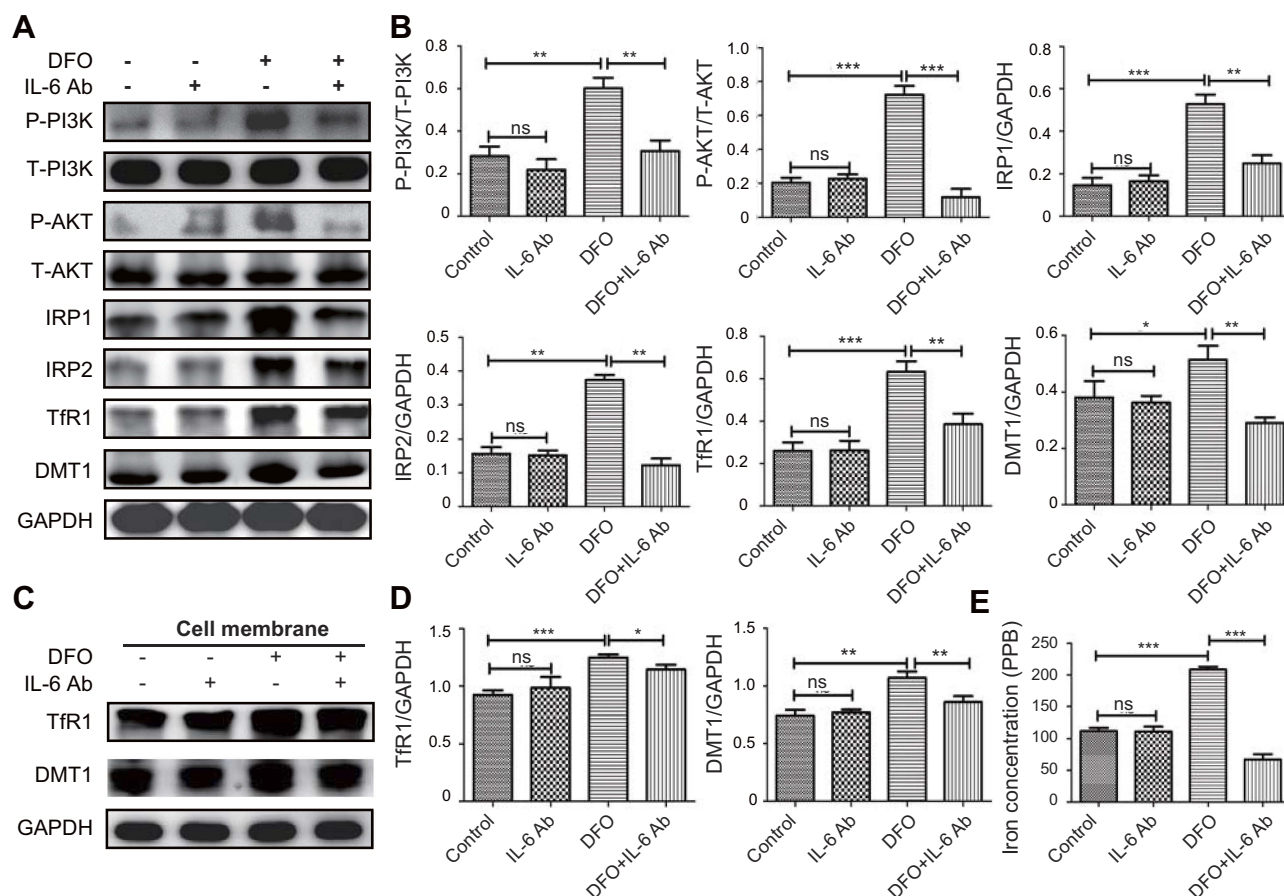 A
DFO - - + +
IL-6 Ab - + - +
P-PI3K
T-PI3K
P-AKT
T-AKT
IRP1
IRP2
TfR1
DMT1
GAPDH
B
P-PI3K/T-PI3K
0.8
0.6
0.4
0.2
0
** **
ns
Control IL-6 Ab DFO DFO+IL-6 Ab
P-AKT/T-AKT
1.0
0.8
0.6
0.4
0.2
0
*** ***
ns
Control IL-6 Ab DFO DFO+IL-6 Ab
IRP1/GAPDH
0.8
0.6
0.4
0.2
0
*** **
ns
Control IL-6 Ab DFO DFO+IL-6 Ab
IRP2/GAPDH
0.5
0.4
0.3
0.2
0.1
0
** **
ns
Control IL-6 Ab DFO DFO+IL-6 Ab
TfR1/GAPDH
1.0
0.8
0.6
0.4
0.2
0
*** **
ns
Control IL-6 Ab DFO DFO+IL-6 Ab
DMT1/GAPDH
0.6
0.4
0.2
0
* **
ns
Control IL-6 Ab DFO DFO+IL-6 Ab
C
Cell membrane
DFO - - + +
IL-6 Ab - + - +
TfR1
DMT1
GAPDH
D
TfR1/GAPDH
1.5
1.0
1.0
0
*** *
ns
Control IL-6 Ab DFO DFO+IL-6 Ab
DMT1/GAPDH
1.5
1.0
0.5
0
** **
ns
Control IL-6 Ab DFO DFO+IL-6 Ab
E
Iron concentration (PPB)
250
200
150
100
50
0
*** ***
ns
Control IL-6 Ab DFO DFO+IL-6 Ab